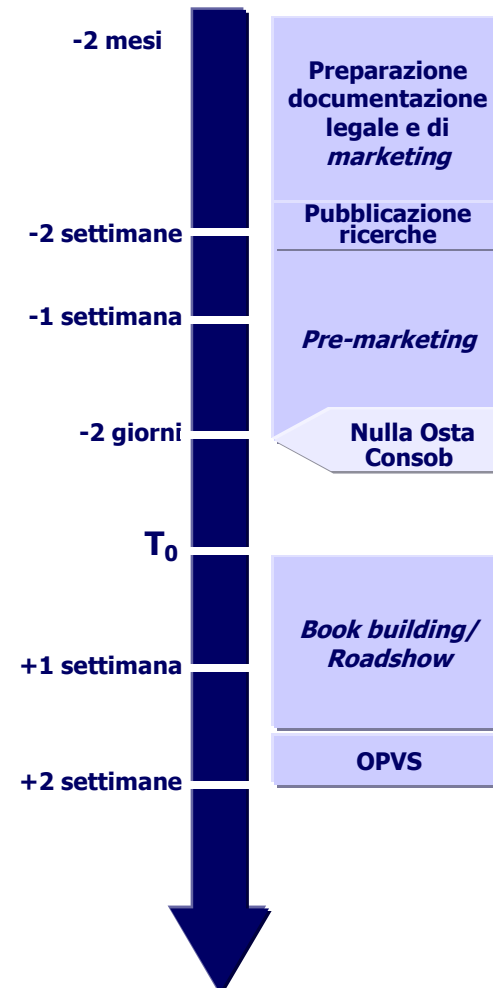 -2 mesi
Preparazione
documentazione
legale e di
marketing
Pubblicazione
ricerche
-2 settimane
-1 settimana
Pre-marketing
-2 giorni
Nulla Osta
Consob
T₀
Book building/
Roadshow
+1 settimana
OPVS
+2 settimane